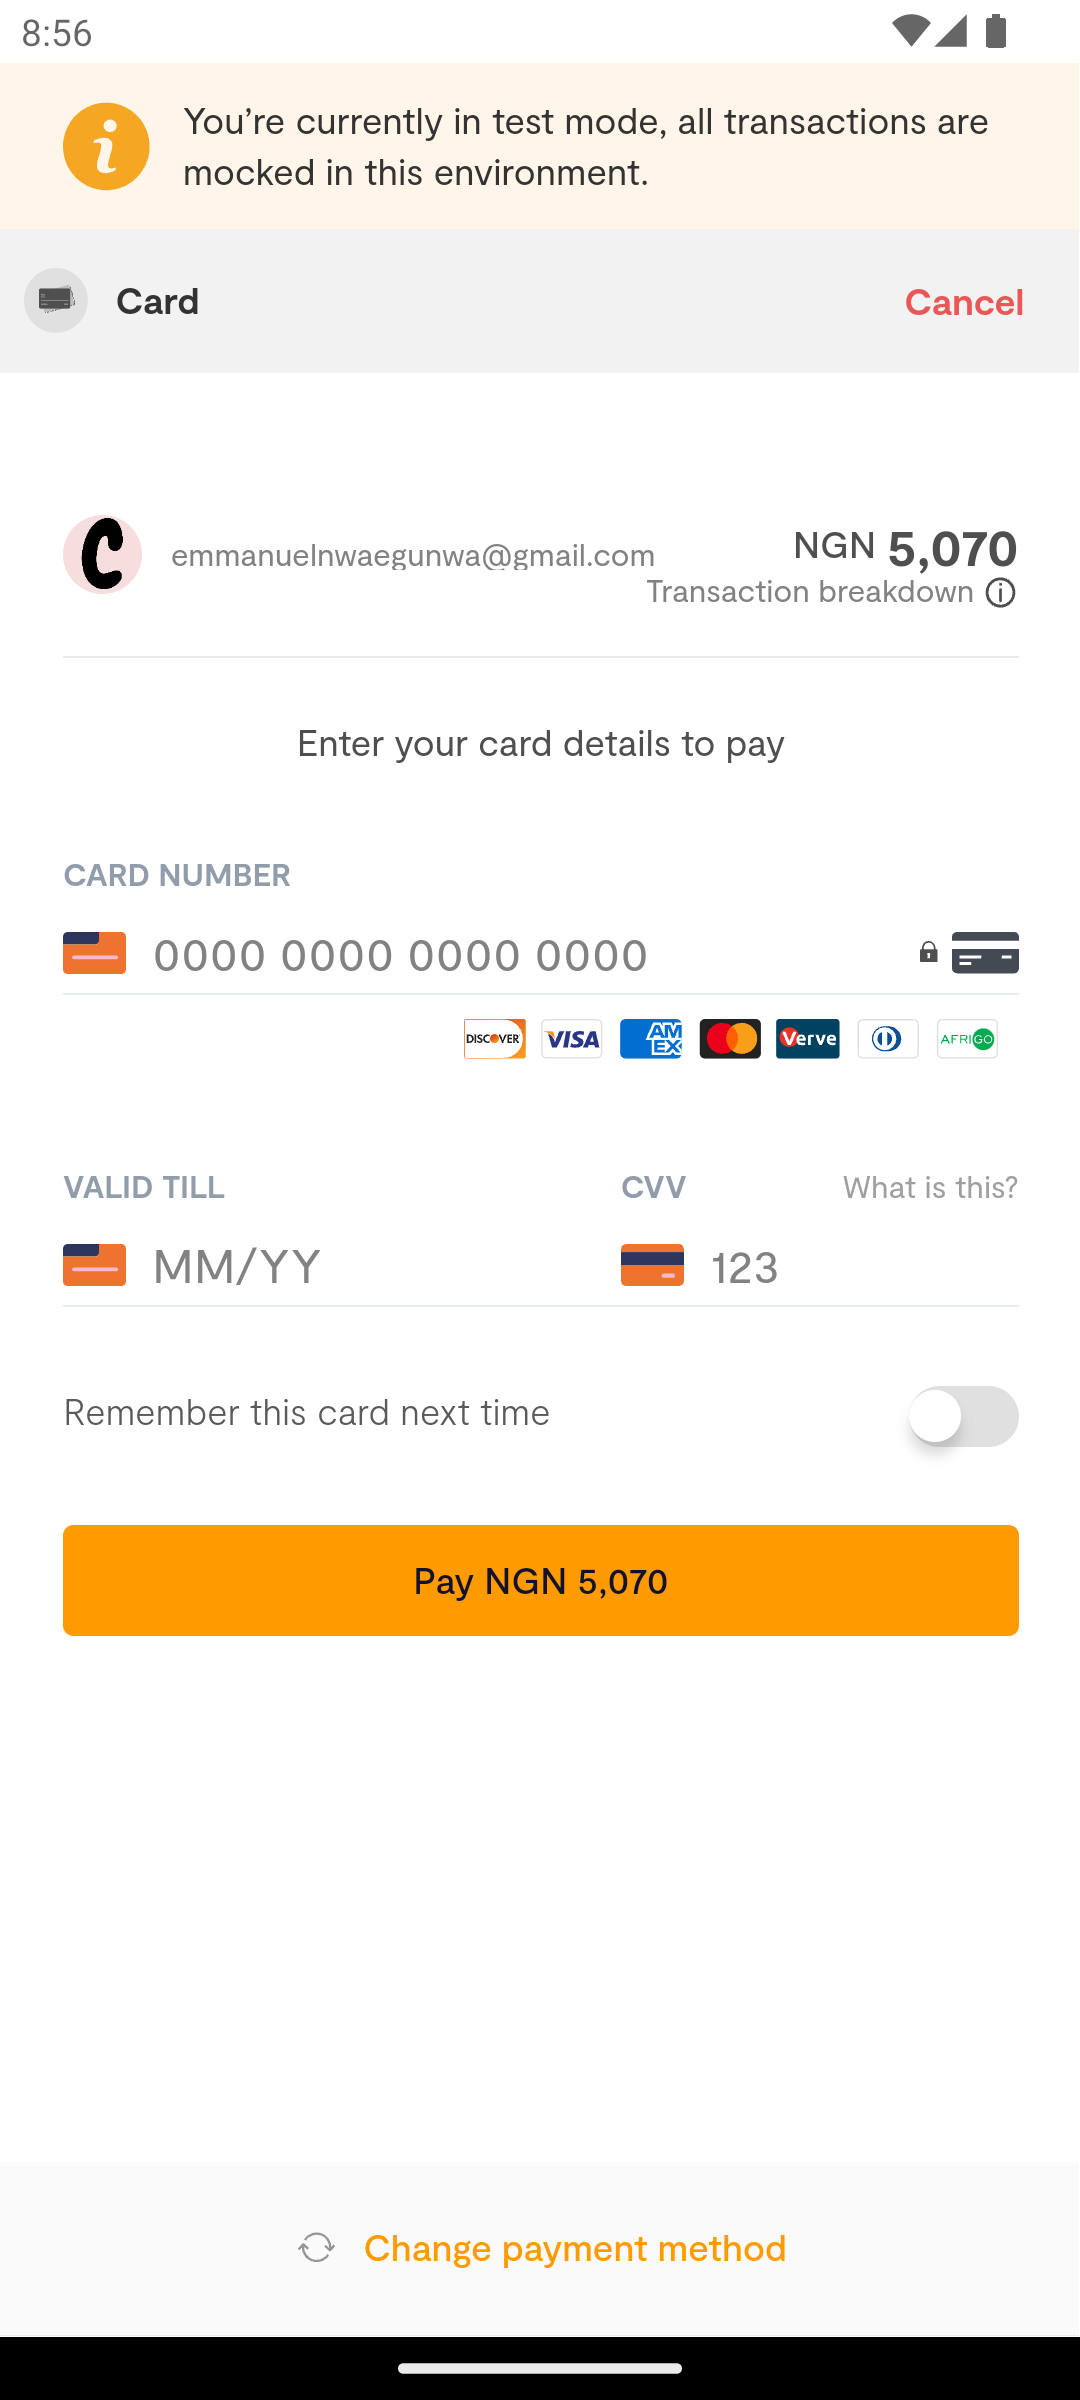 8:56
You’re currently in test mode, all transactions are
mocked in this environment.
Card
Cancel
C
emmanuelnwaegunwa@gmail.com
NGN 5,070
Transaction breakdown
Enter your card details to pay
CARD NUMBER
0000 0000 0000 0000
DISCOVER VISA AM EX Verve AFRIGO
VALID TILL
CVV
What is this?
MM/YY
123
Remember this card next time
Pay NGN 5,070
Change payment method